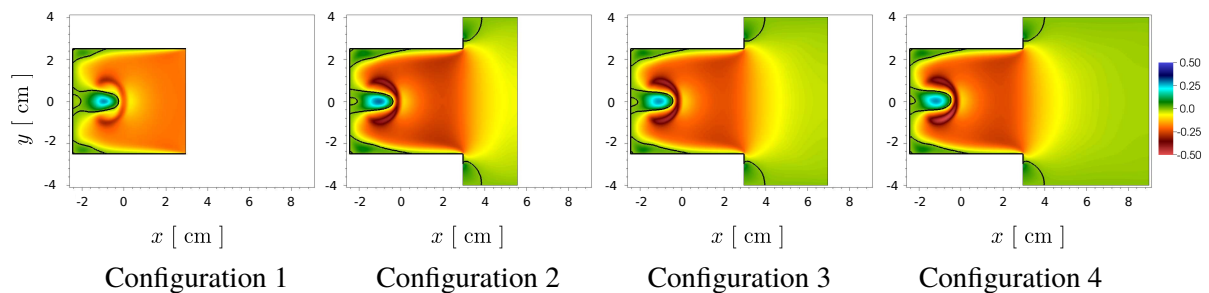 4 2 0 -2 -4
y [ cm ]
-2 0 2 4 6 8
x [ cm ]
Configuration 1
4 2 0 -2 -4
-2 0 2 4 6 8
x [ cm ]
Configuration 2
4 2 0 -2 -4
-2 0 2 4 6 8
x [ cm ]
Configuration 3
4 2 0 -2 -4
-2 0 2 4 6 8
x [ cm ]
Configuration 4
0.50
0.25
0.0
-0.25
-0.50